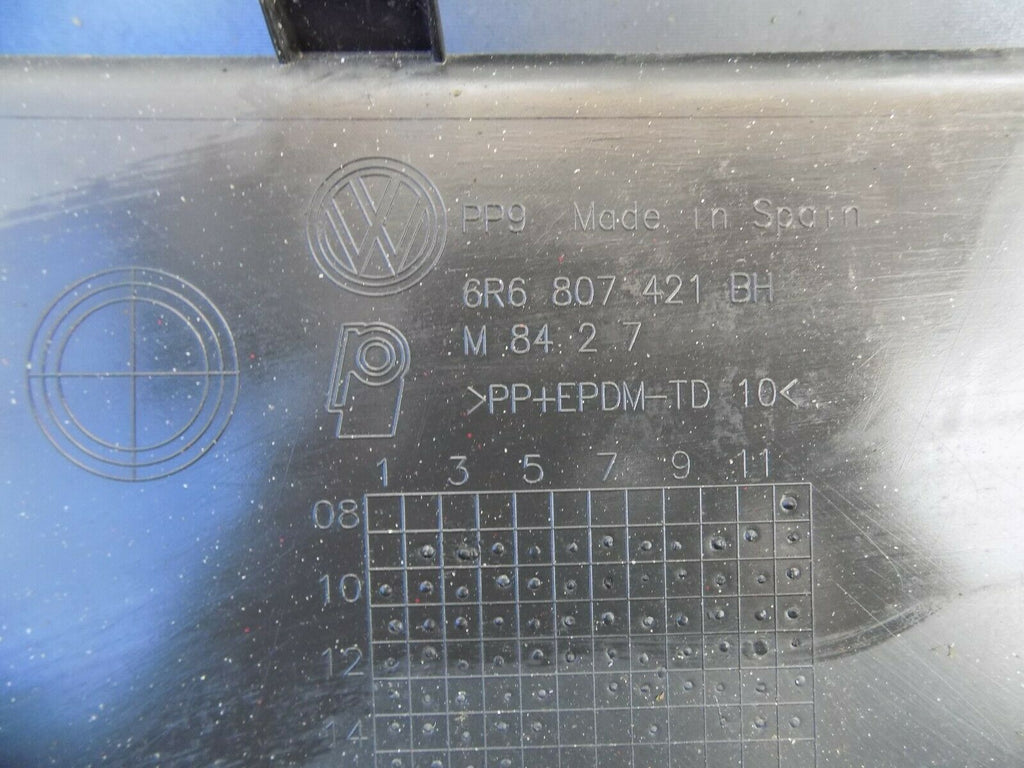 VW PP9 Made in Spain
6R6 807 421 BH
M 84 2 7
>PP+EPDM-TD 10<
1 3 5 7 9 11
08
10
12
14